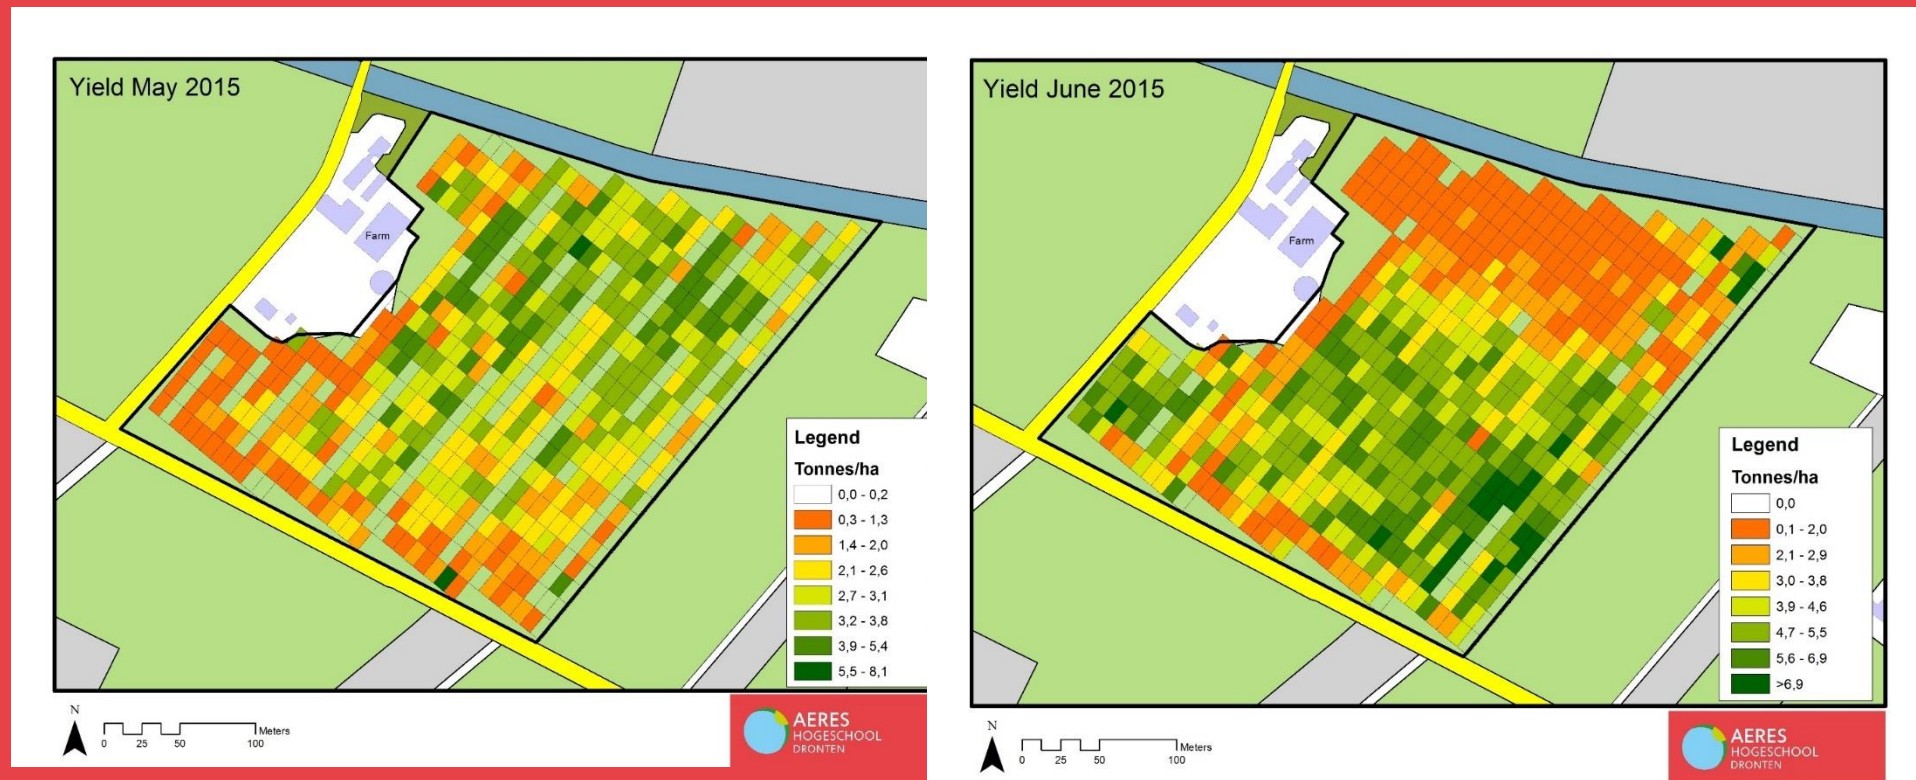 Yield May 2015
Farm
Legend
Tonnes/ha
0,0 - 0,2
0,3 - 1,3
1,4 - 2,0
2,1 - 2,6
2,7 - 3,1
3,2 - 3,8
3,9 - 5,4
5,5 - 8,1
N
0 25 50 100 Meters
AERES
HOGESCHOOL
DRONTEN
Yield June 2015
Farm
Legend
Tonnes/ha
0,0
0,1 - 2,0
2,1 - 2,9
3,0 - 3,8
3,9 - 4,6
4,7 - 5,5
5,6 - 6,9
>6,9
N
0 25 50 100 Meters
AERES
HOGESCHOOL
DRONTEN